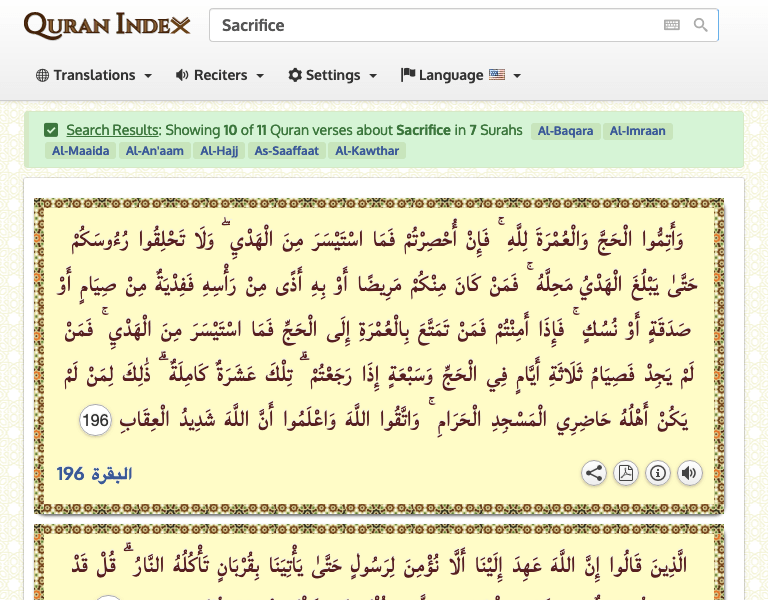 QURAN INDEX
Sacrifice
Translations Reciters Settings Language
Search Results: Showing 10 of 11 Quran verses about Sacrifice in 7 Surahs Al-Baqara Al-Imraan
Al-Maaida Al-An'aam Al-Hajj As-Saaffaat Al-Kawthar
وَأَتِمُّوا الْحَجَّ وَالْعُمْرَةَ لِلَّهِ ۚ فَإِنْ أُحْصِرْتُمْ فَمَا اسْتَيْسَرَ مِنَ الْهَدْيِ ۖ وَلَا تَحْلِقُوا رُءُوسَكُمْ
حَتَّىٰ يَبْلُغَ الْهَدْيُ مَحِلَّهُ ۚ فَمَنْ كَانَ مِنْكُمْ مَرِيضًا أَوْ بِهِ أَذًى مِنْ رَأْسِهِ فَفِدْيَةٌ مِنْ صِيَامٍ أَوْ
صَدَقَةٍ أَوْ نُسُكٍ ۚ فَإِذَا أَمِنْتُمْ فَمَنْ تَمَتَّعَ بِالْعُمْرَةِ إِلَى الْحَجِّ فَمَا اسْتَيْسَرَ مِنَ الْهَدْيِ ۚ فَمَنْ
لَمْ يَجِدْ فَصِيَامُ ثَلَاثَةِ أَيَّامٍ فِي الْحَجِّ وَسَبْعَةٍ إِذَا رَجَعْتُمْ ۗ تِلْكَ عَشَرَةٌ كَامِلَةٌ ۗ ذَٰلِكَ لِمَنْ لَمْ
يَكُنْ أَهْلُهُ حَاضِرِي الْمَسْجِدِ الْحَرَامِ ۚ وَاتَّقُوا اللَّهَ وَاعْلَمُوا أَنَّ اللَّهَ شَدِيدُ الْعِقَابِ 196
البقرة 196
الَّذِينَ قَالُوا إِنَّ اللَّهَ عَهِدَ إِلَيْنَا أَلَّا نُؤْمِنَ لِرَسُولٍ حَتَّىٰ يَأْتِيَنَا بِقُرْبَانٍ تَأْكُلُهُ النَّارُ ۗ قُلْ قَدْ